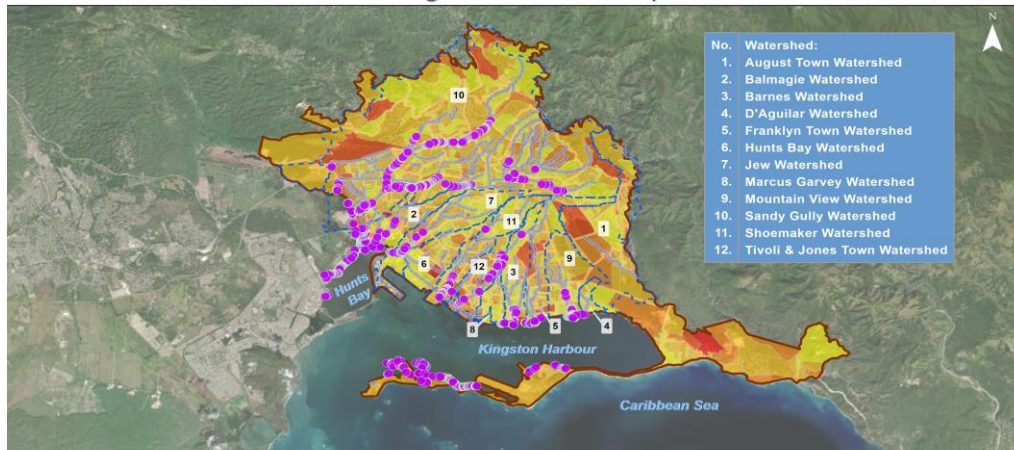 N
No. Watershed:
1. August Town Watershed
2. Balmagie Watershed
3. Barnes Watershed
4. D'Aguilar Watershed
5. Franklyn Town Watershed
6. Hunts Bay Watershed
7. Jew Watershed
8. Marcus Garvey Watershed
9. Mountain View Watershed
10. Sandy Gully Watershed
11. Shoemaker Watershed
12. Tivoli & Jones Town Watershed
10
7
2
11
1
9
6
12
3
Hunts
Bay
8
5
4
Kingston Harbour
Caribbean Sea